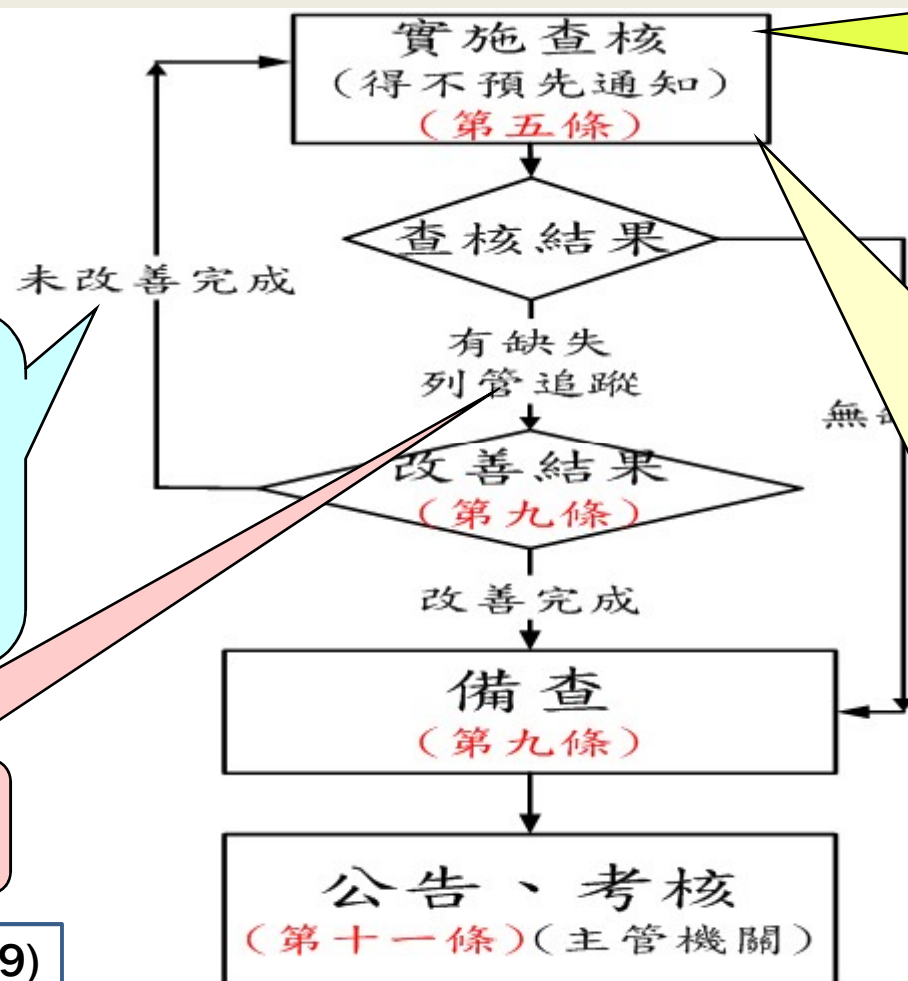 實施查核
(得不預先通知)
(第五條)
查核結果
未改善完成
有缺失
列管追蹤
無
改善結果
(第九條)
改善完成
備查
(第九條)
公告、考核
(第十一條)(主管機關)
9)